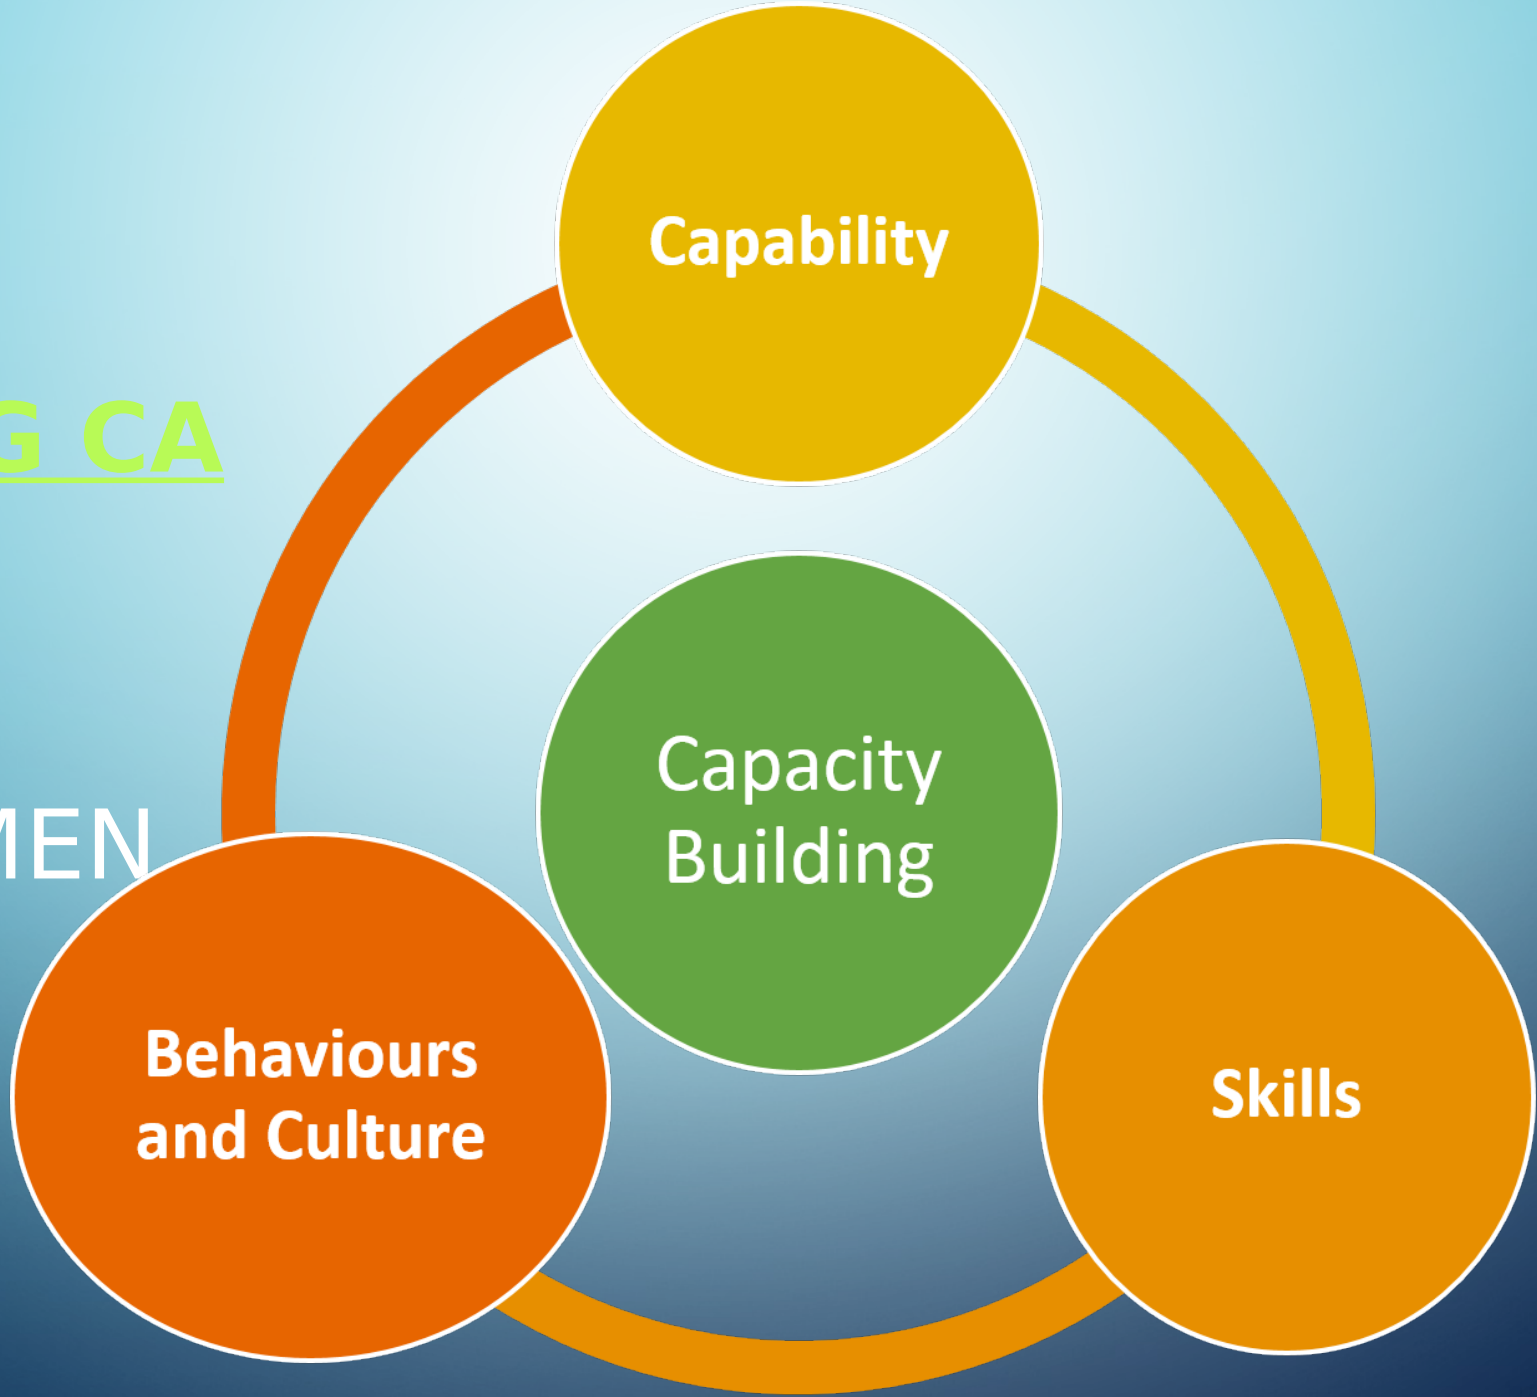 Capability
G CA
Capacity
Building
MEN
Behaviours
and Culture
Skills